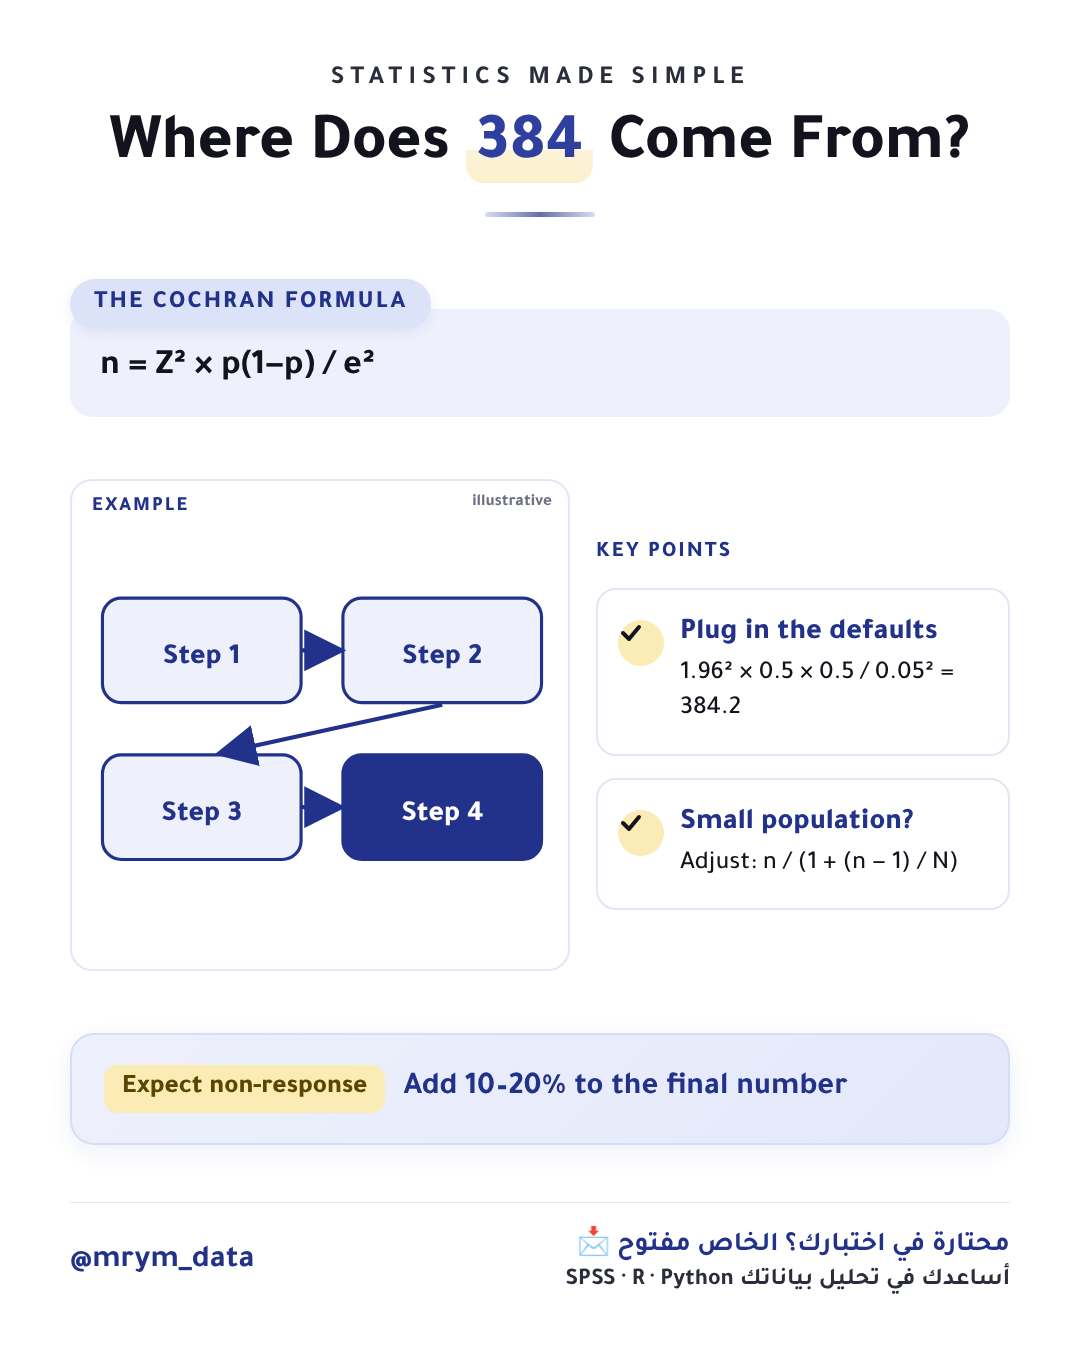 STATISTICS MADE SIMPLE
Where Does 384 Come From?
THE COCHRAN FORMULA
n = Z² × p(1−p) / e²
EXAMPLE
illustrative
Step 1
Step 2
Step 3
Step 4
KEY POINTS
Plug in the defaults
1.96² × 0.5 × 0.5 / 0.05² =
384.2
Small population?
Adjust: n / (1 + (n − 1) / N)
Expect non-response
Add 10-20% to the final number
@mrym_data
محتارة في اختبارك؟ الخاص مفتوح 📩
أساعدك في تحليل بياناتك SPSS · R · Python